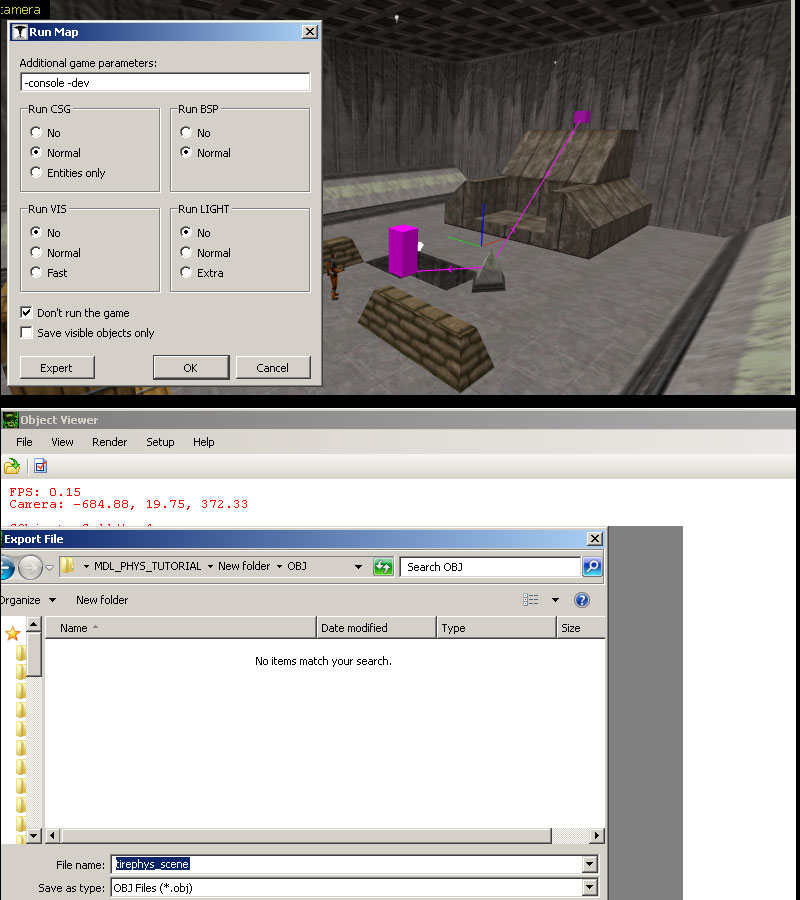 camera
Run Map
Additional game parameters:
-console -dev
Run CSG
No
Normal
Entities only
Run BSP
No
Normal
Run VIS
No
Normal
Fast
Run LIGHT
No
Normal
Extra
Don't run the game
Save visible objects only
Expert
OK
Cancel
Object Viewer
File View Render Setup Help
FPS: 0.15
Camera: -684.88, 19.75, 372.33
Export File
MDL_PHYS_TUTORIAL New folder OBJ
Search OBJ
Organize New folder
Name Date modified Type Size
No items match your search.
File name: tirephys_scene
Save as type: OBJ Files (*.obj)